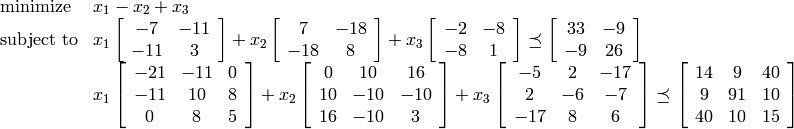 minimize x₁ − x₂ + x₃
subject to x₁ [ −7 −11 ; −11 3 ] + x₂ [ 7 −18 ; −18 8 ] + x₃ [ −2 −8 ; −8 1 ] ⪯ [ 33 −9 ; −9 26 ]
x₁ [ −21 −11 0 ; −11 10 8 ; 0 8 5 ] + x₂ [ 0 10 16 ; 10 −10 −10 ; 16 −10 3 ] + x₃ [ −5 2 −17 ; 2 −6 −7 ; −17 8 6 ] ⪯ [ 14 9 40 ; 9 91 10 ; 40 10 15 ]